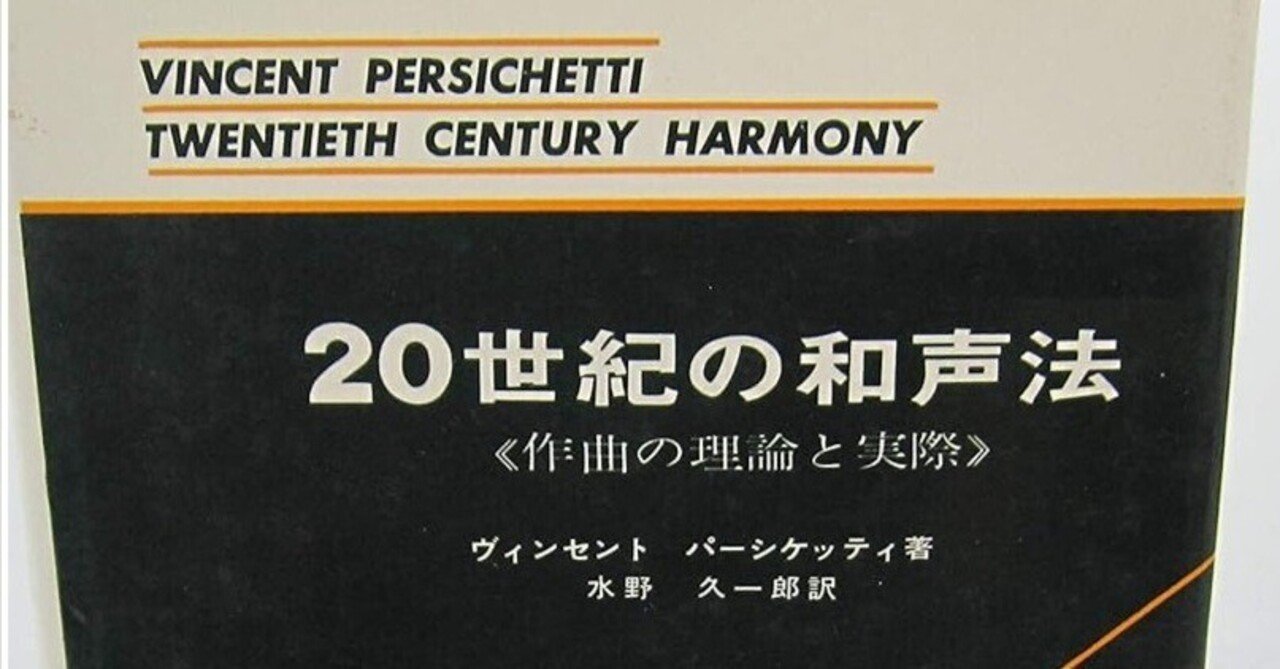 VINCENT PERSICHETTI
TWENTIETH CENTURY HARMONY
20世紀の和声法
《作曲の理論と実際》
ヴィンセント パーシケッティ著
水野 久一郎訳